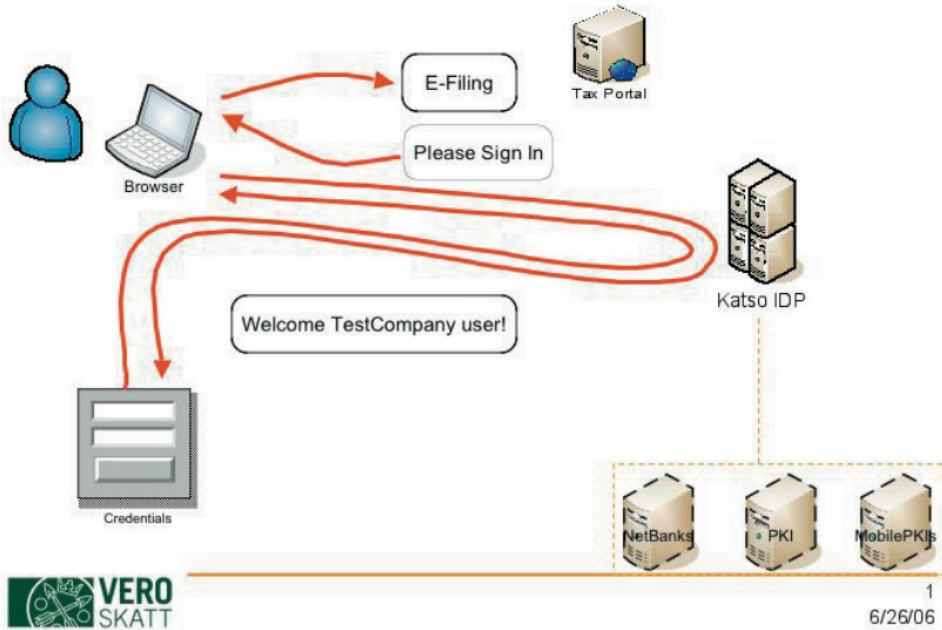 E-Filing
Tax Portal
Please Sign In
Browser
Katso IDP
Welcome TestCompany user!
Credentials
NetBanks
PKI
MobilePKIs
VERO
SKATT
1
6/26/06